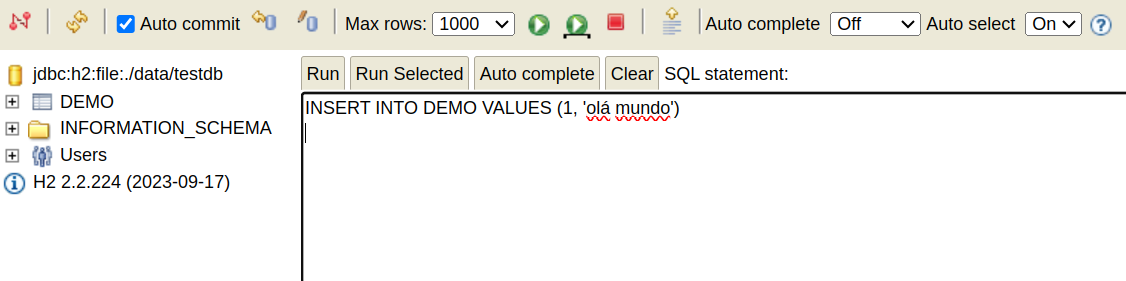 Auto commit Max rows: 1000 Auto complete Off Auto select On ?
jdbc:h2:file:./data/testdb
DEMO
INFORMATION_SCHEMA
Users
H2 2.2.224 (2023-09-17)
Run Run Selected Auto complete Clear SQL statement:
INSERT INTO DEMO VALUES (1, 'olá mundo')